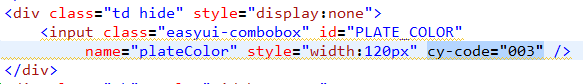 <div class="td hide" style="display:none">
<input class="easyui-combobox" id="PLATE_COLOR"
name="plateColor" style="width:120px" cy-code="003" />
</div>